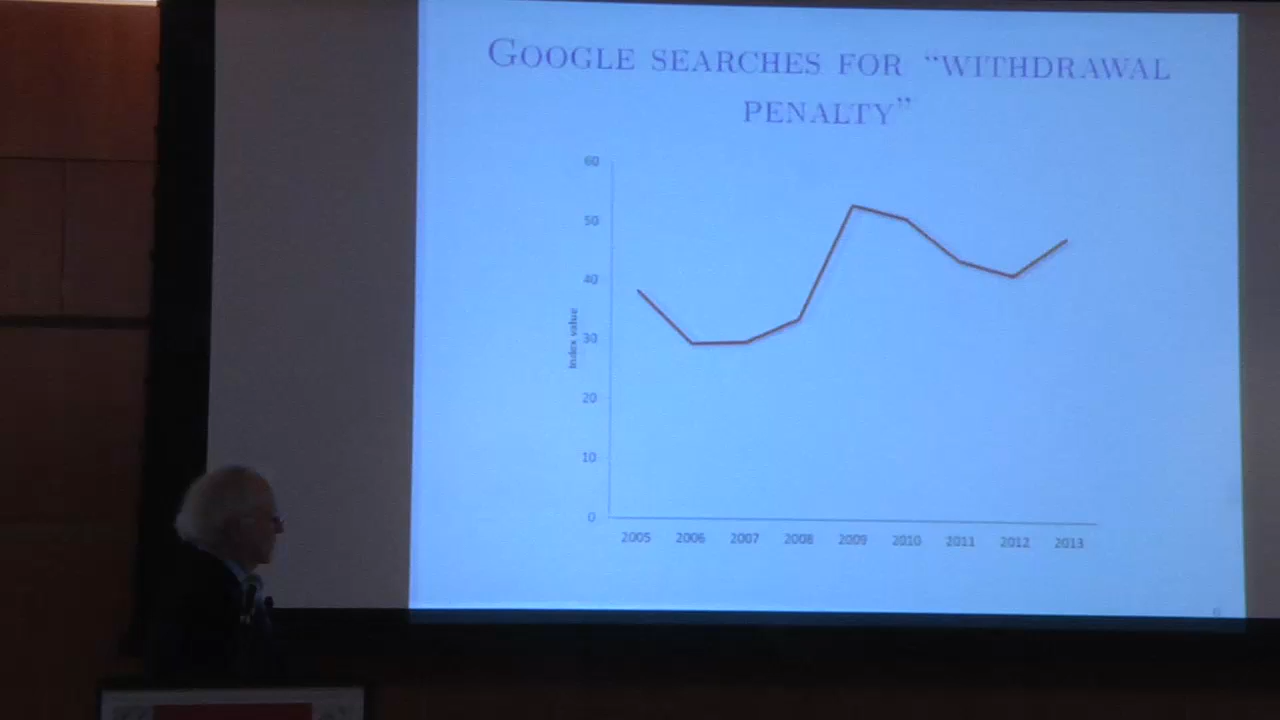 GOOGLE SEARCHES FOR “WITHDRAWAL
PENALTY”
60
50
40
30
20
10
0
Index value
2005 2006 2007 2008 2009 2010 2011 2012 2013